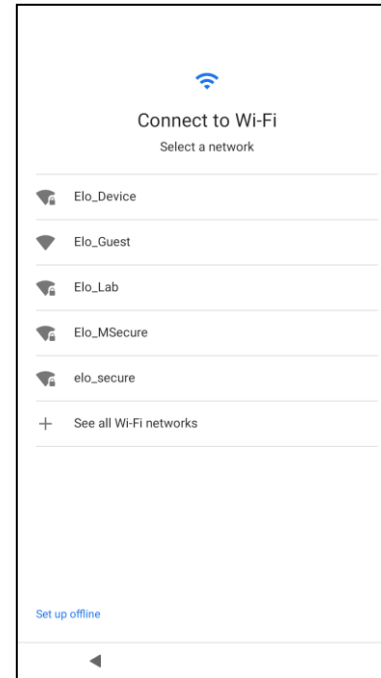 Connect to Wi-Fi
Select a network
Elo_Device
Elo_Guest
Elo_Lab
Elo_MSecure
elo_secure
See all Wi-Fi networks
Set up offline